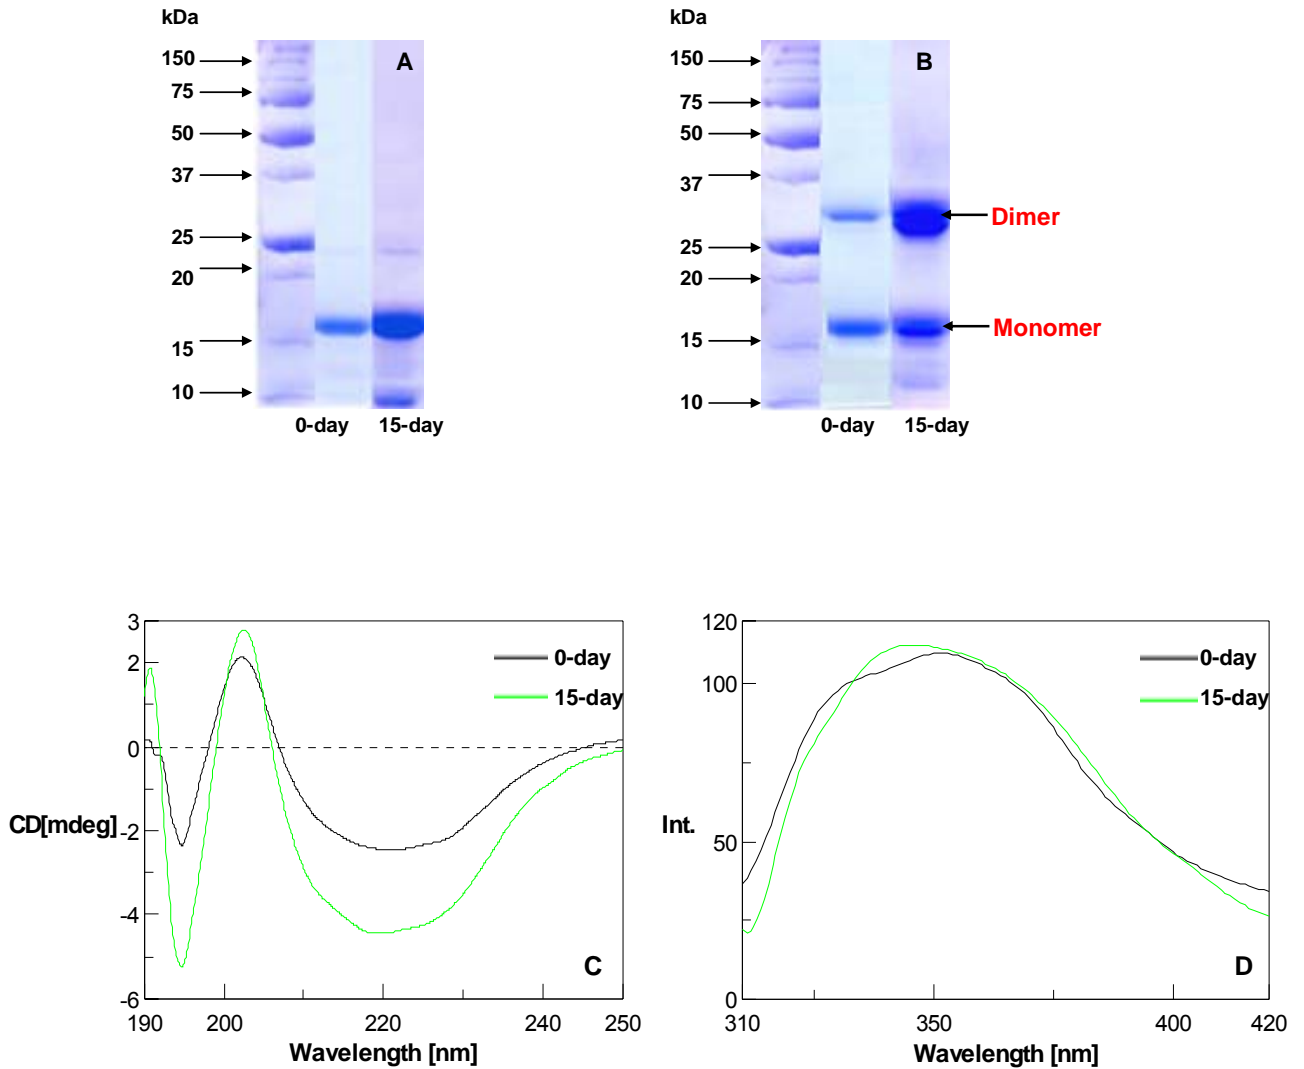 kDa
150
75
50
37
25
20
15
10
A
0-day
15-day
kDa
150
75
50
37
25
20
15
10
B
Dimer
Monomer
0-day
15-day
3
2
0
-2
-4
-6
CD[mdeg]
0-day
15-day
C
190
200
220
240
250
Wavelength [nm]
120
100
50
0
Int.
0-day
15-day
D
310
350
400
420
Wavelength [nm]